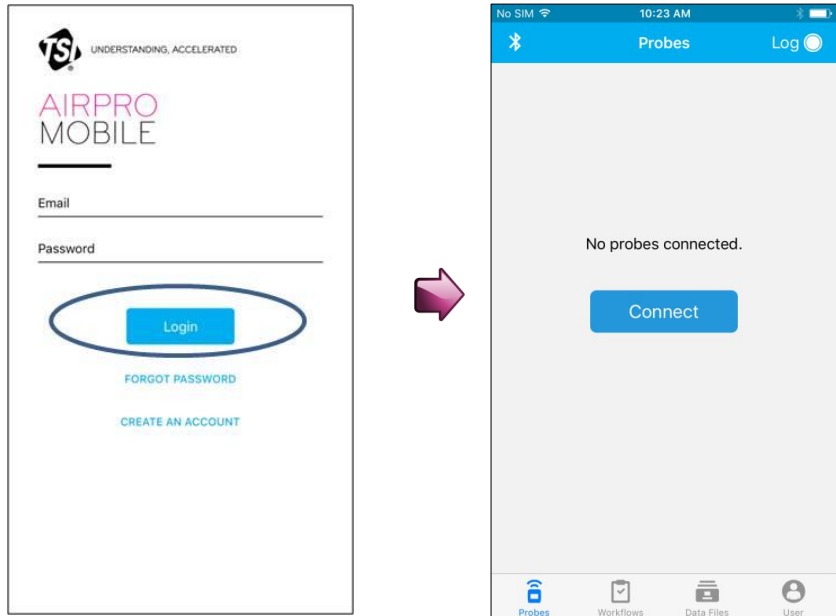 TSI UNDERSTANDING, ACCELERATED
AIRPRO
MOBILE
Email
Password
Login
FORGOT PASSWORD
CREATE AN ACCOUNT
No SIM 10:23 AM
Probes Log
No probes connected.
Connect
Probes Workflows Data Files User